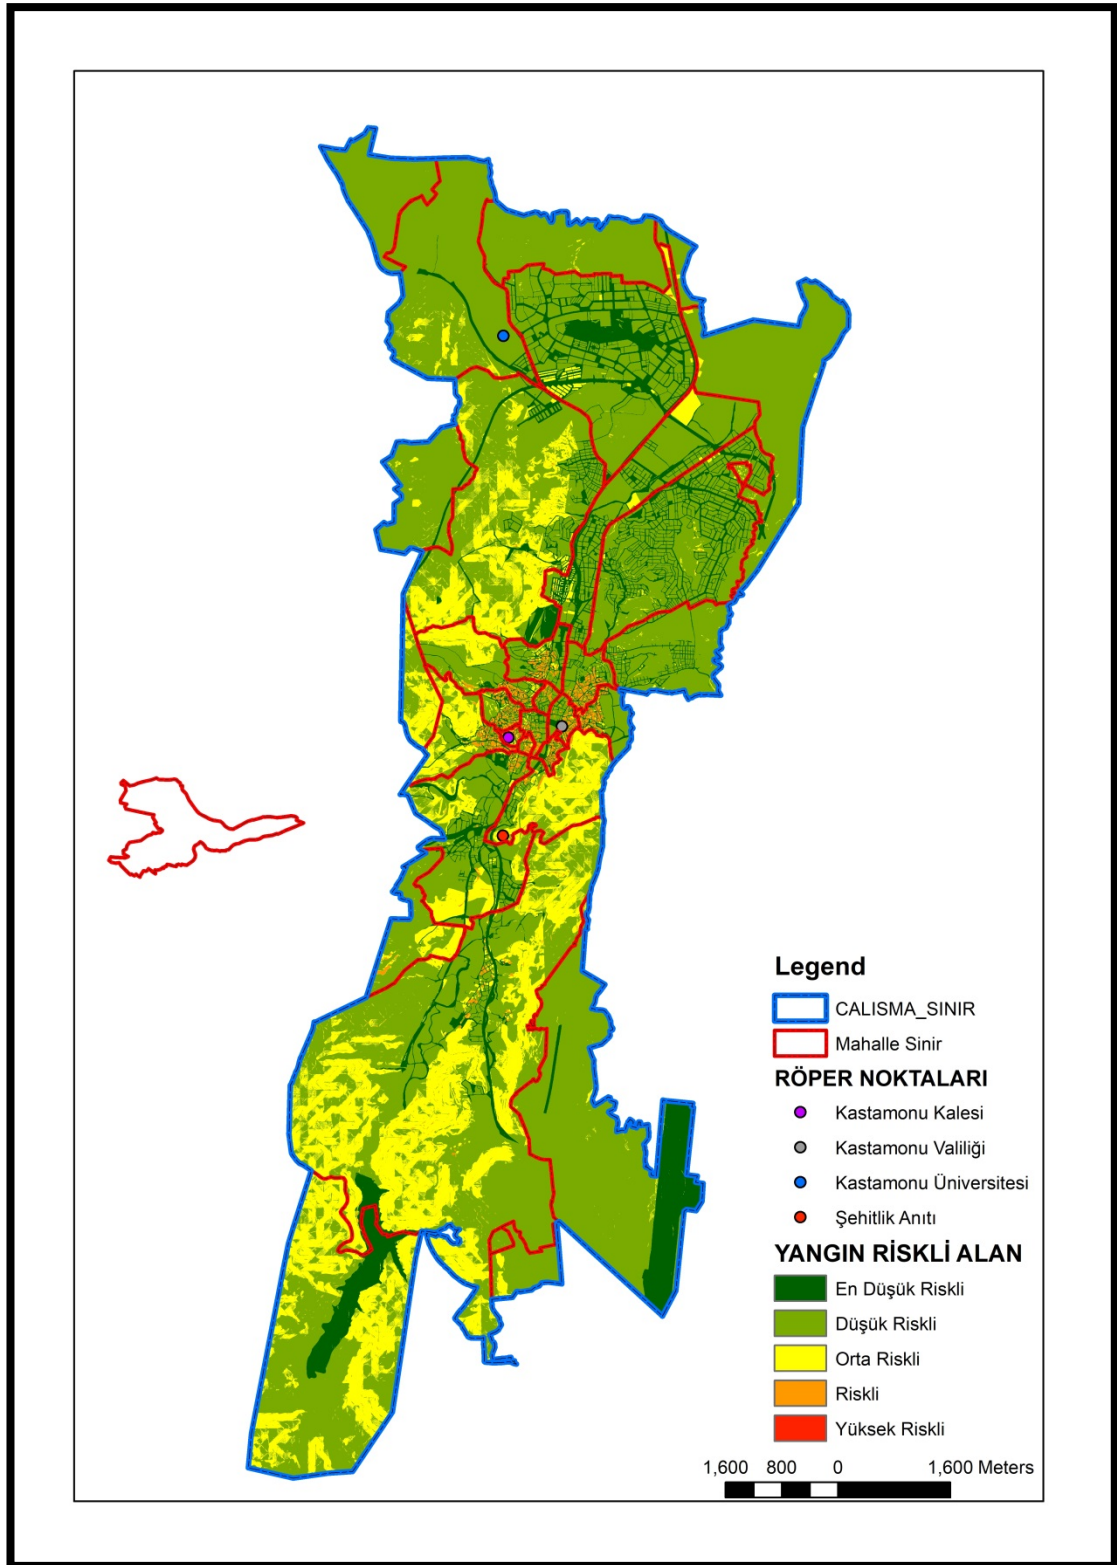 Legend
CALISMA_SINIR
Mahalle Sinir
RÖPER NOKTALARI
Kastamonu Kalesi
Kastamonu Valiliği
Kastamonu Üniversitesi
Şehitlik Anıtı
YANGIN RİSKLİ ALAN
En Düşük Riskli
Düşük Riskli
Orta Riskli
Riskli
Yüksek Riskli
1,600 800 0 1,600 Meters